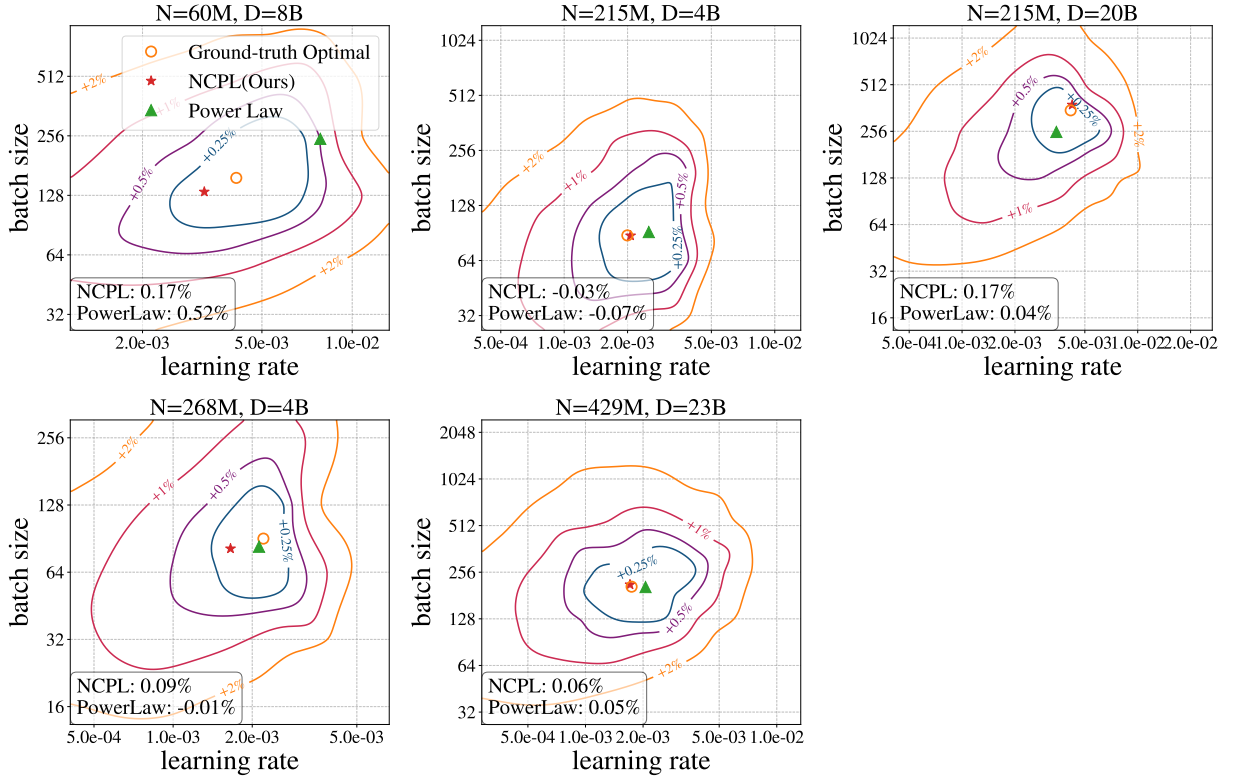 N=60M, D=8B
batch size
512
256
128
64
32
+2%
+1%
+0.25%
+0.5%
+2%
Ground-truth Optimal
NCPL(Ours)
Power Law
NCPL: 0.17%
PowerLaw: 0.52%
2.0e-03 5.0e-03 1.0e-02
learning rate
N=215M, D=4B
batch size
1024
512
256
128
64
32
+2%
+1%
+0.5%
+0.25%
NCPL: -0.03%
PowerLaw: -0.07%
5.0e-04 1.0e-03 2.0e-03 5.0e-03 1.0e-02
learning rate
N=215M, D=20B
batch size
1024
512
256
128
64
32
16
+2%
+0.5%
+0.25%
+2%
+1%
NCPL: 0.17%
PowerLaw: 0.04%
5.0e-04 1.0e-03 2.0e-03 5.0e-03 1.0e-02 2.0e-02
learning rate
N=268M, D=4B
batch size
256
128
64
32
16
+2%
+1%
+0.5%
+0.25%
+2%
NCPL: 0.09%
PowerLaw: -0.01%
5.0e-04 1.0e-03 2.0e-03 5.0e-03
learning rate
N=429M, D=23B
batch size
2048
1024
512
256
128
64
32
+1%
+0.25%
+0.5%
+2%
NCPL: 0.06%
PowerLaw: 0.05%
5.0e-04 1.0e-03 2.0e-03 5.0e-03 1.0e-02
learning rate